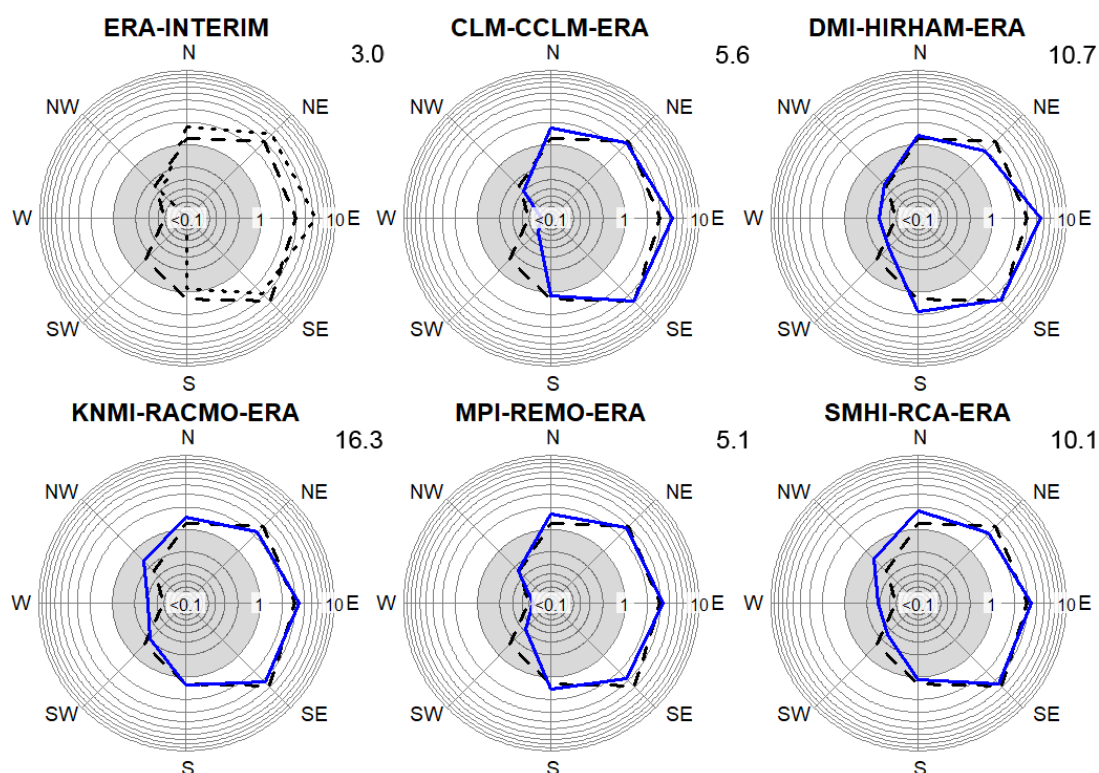 ERA-INTERIM CLM-CCLM-ERA DMI-HIRHAM-ERA
N 3.0 N 5.6 N 10.7
NW NE NW NE NW NE
W <0.1 1 10 E W <0.1 1 10 E W <0.1 1 10 E
SW SE SW SE SW SE
S S S
KNMI-RACMO-ERA MPI-REMO-ERA SMHI-RCA-ERA
N 16.3 N 5.1 N 10.1
NW NE NW NE NW NE
W <0.1 1 10 E W <0.1 1 10 E W <0.1 1 10 E
SW SE SW SE SW SE
S S S